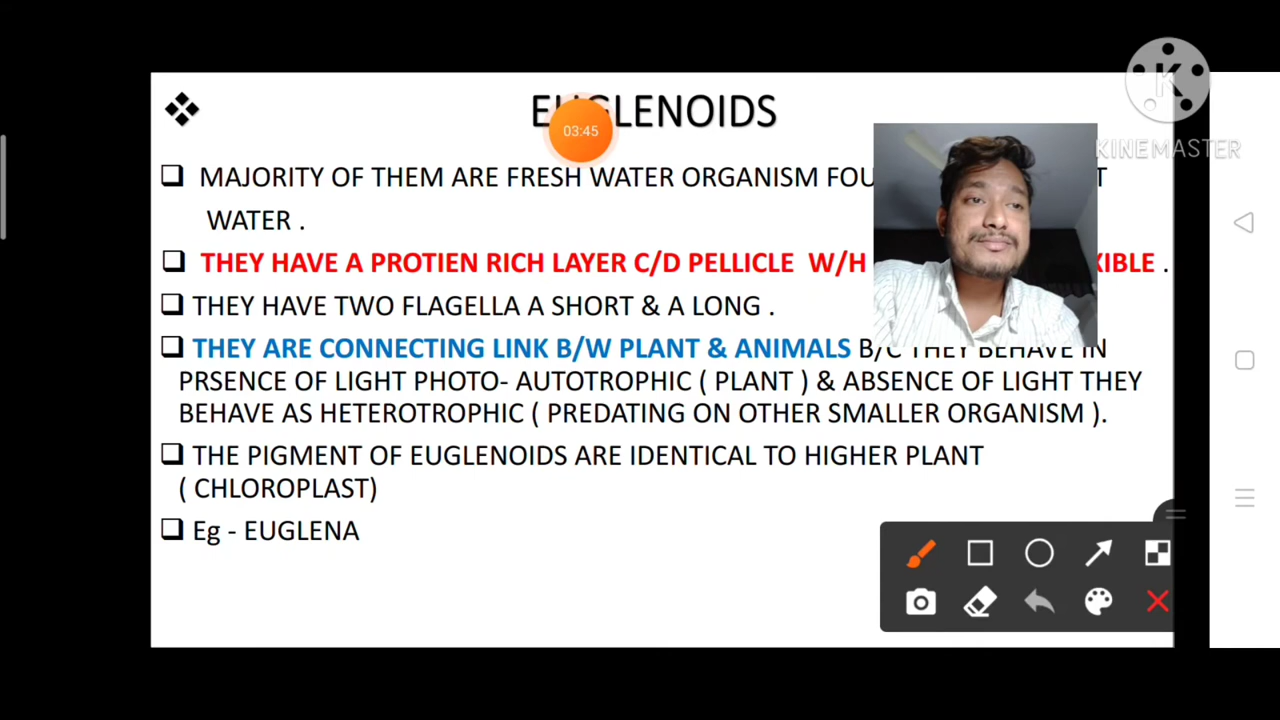 EUGLENOIDS
03:45
KINEMASTER
MAJORITY OF THEM ARE FRESH WATER ORGANISM
WATER .
THEY HAVE A PROTIEN RICH LAYER C/D PELLICLE W/H
THEY HAVE TWO FLAGELLA A SHORT & A LONG .
THEY ARE CONNECTING LINK B/W PLANT & ANIMALS B/C THEY BEHAVE IN
PRSENCE OF LIGHT PHOTO- AUTOTROPHIC ( PLANT ) & ABSENCE OF LIGHT THEY
BEHAVE AS HETEROTROPHIC ( PREDATING ON OTHER SMALLER ORGANISM ).
THE PIGMENT OF EUGLENOIDS ARE IDENTICAL TO HIGHER PLANT
( CHLOROPLAST)
Eg - EUGLENA